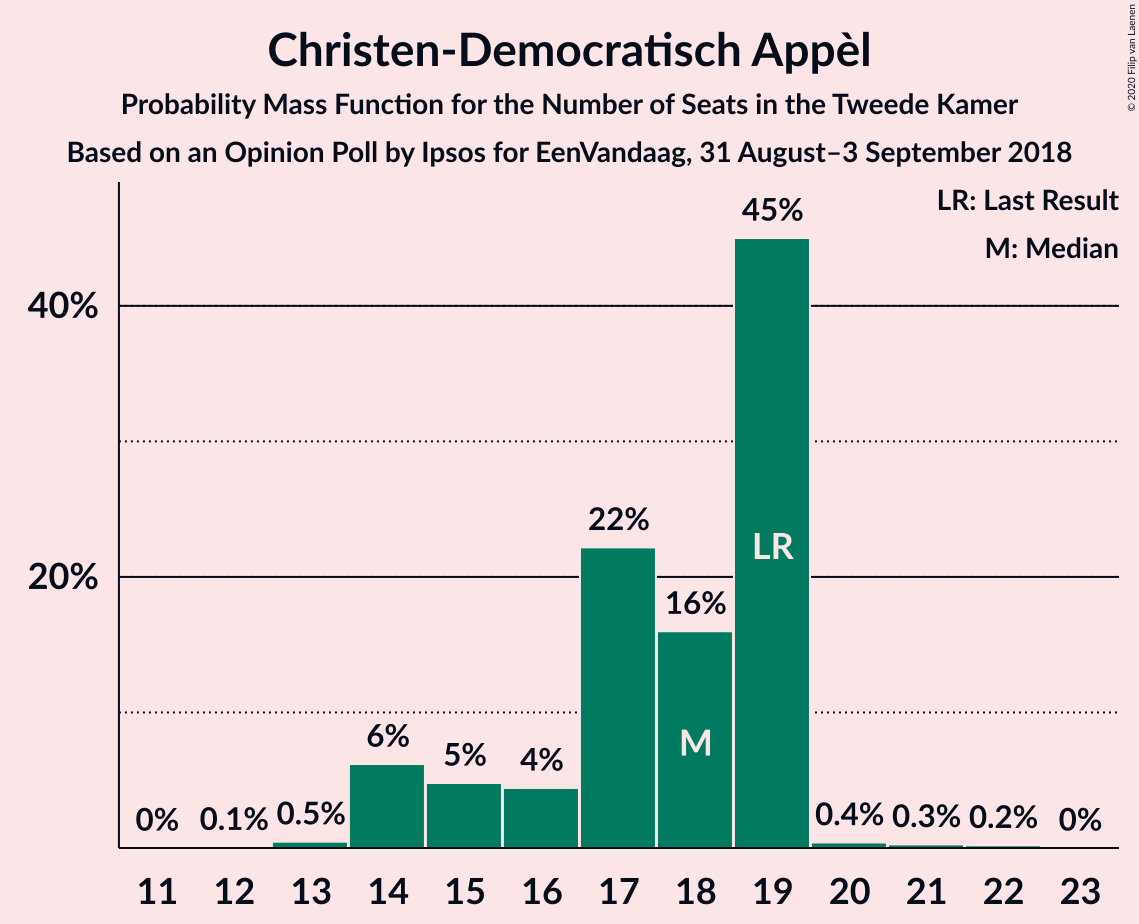 Christen-Democratisch Appèl
Probability Mass Function for the Number of Seats in the Tweede Kamer
Based on an Opinion Poll by Ipsos for EenVandaag, 31 August–3 September 2018
© 2020 Filip van Laenen
LR: Last Result
M: Median
40%
20%
0%
0.1%
0.5%
6%
5%
4%
22%
16%
45%
0.4%
0.3%
0.2%
0%
M
LR
11 12 13 14 15 16 17 18 19 20 21 22 23